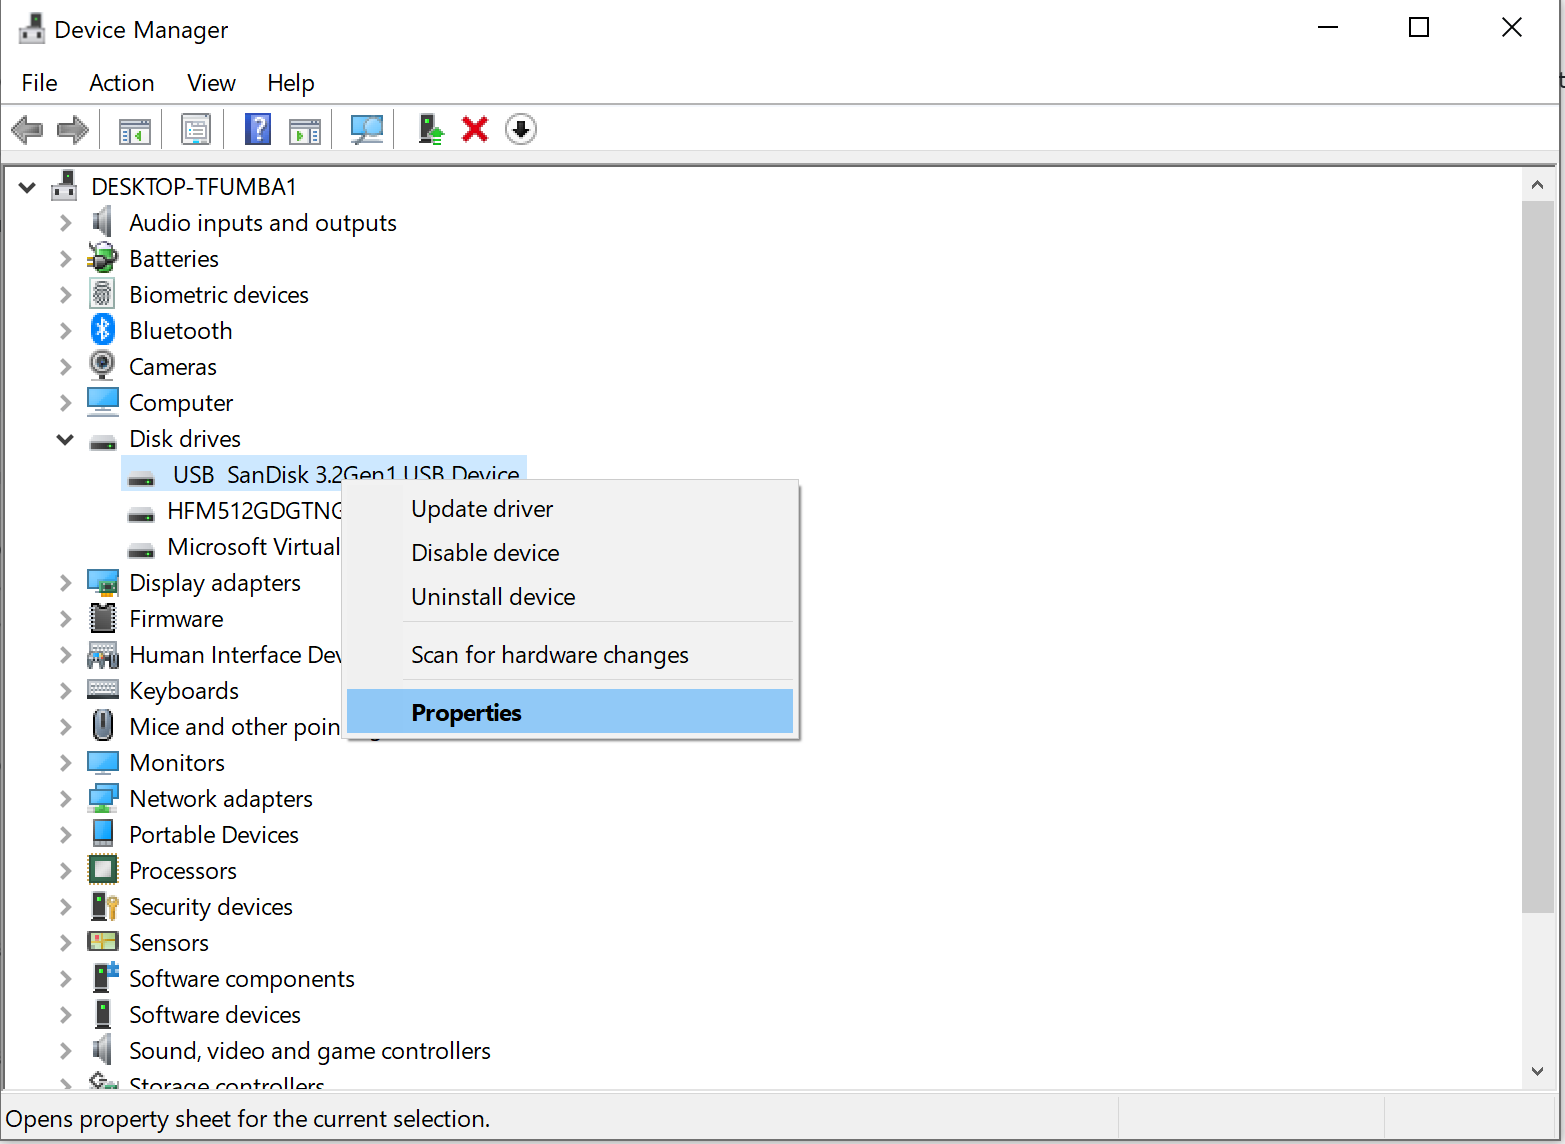 Device Manager
File Action View Help
DESKTOP-TFUMBA1
Audio inputs and outputs
Batteries
Biometric devices
Bluetooth
Cameras
Computer
Disk drives
USB SanDisk 3.2Gen1 USB Device
HFM512GDGTNG
Microsoft Virtual
Display adapters
Firmware
Human Interface Dev
Keyboards
Mice and other poin
Monitors
Network adapters
Portable Devices
Processors
Security devices
Sensors
Software components
Software devices
Sound, video and game controllers
Storage controllers
Update driver
Disable device
Uninstall device
Scan for hardware changes
Properties
Opens property sheet for the current selection.